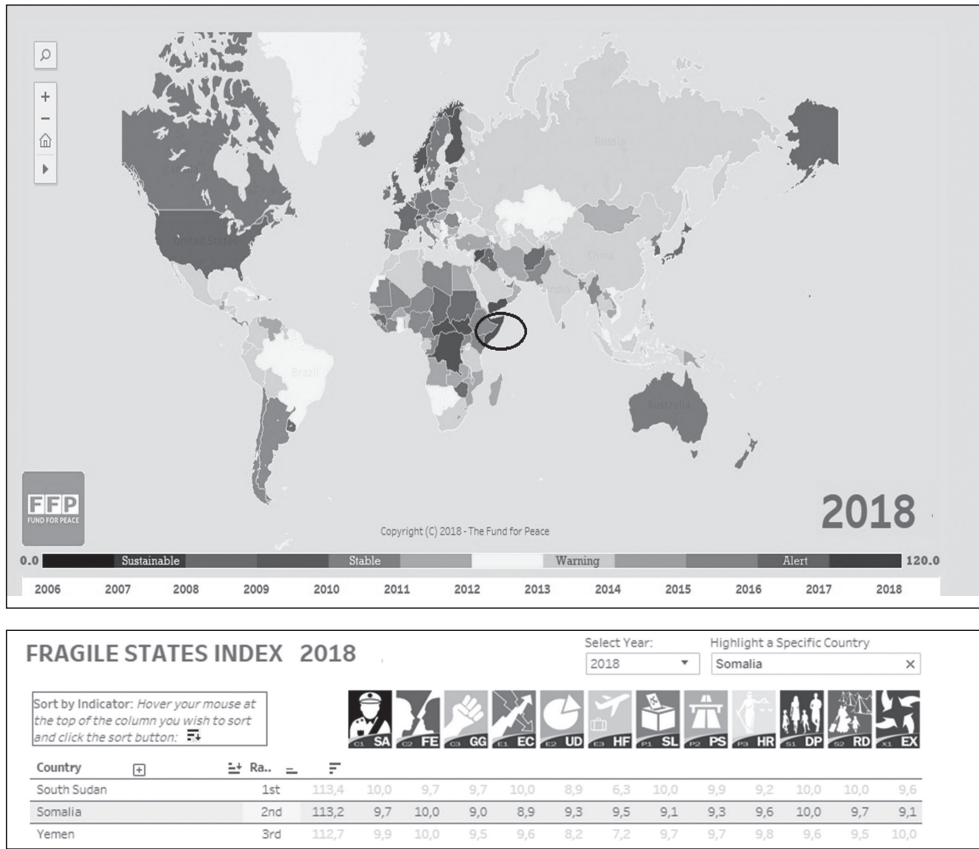 Russia
United States
China
India
Brazil
Australia
FFP
FUND FOR PEACE
2018
Copyright (C) 2018 - The Fund for Peace
0.0 Sustainable Stable Warning Alert 120.0
2006 2007 2008 2009 2010 2011 2012 2013 2014 2015 2016 2017 2018
FRAGILE STATES INDEX 2018
Select Year: Highlight a Specific Country
2018 Somalia
Sort by Indicator: Hover your mouse at
the top of the column you wish to sort
and click the sort button:
C1 SA C2 FE C3 GG E1 EC E2 UD E3 HF P1 SL P2 PS P3 HR S1 DP S2 RD X1 EX
Country Ra..
South Sudan 1st 113,4 10,0 9,7 9,7 10,0 8,9 6,3 10,0 9,9 9,2 10,0 10,0 9,6
Somalia 2nd 113,2 9,7 10,0 9,0 8,9 9,3 9,5 9,1 9,3 9,6 10,0 9,7 9,1
Yemen 3rd 112,7 9,9 10,0 9,5 9,6 8,2 7,2 9,7 9,7 9,8 9,6 9,5 10,0